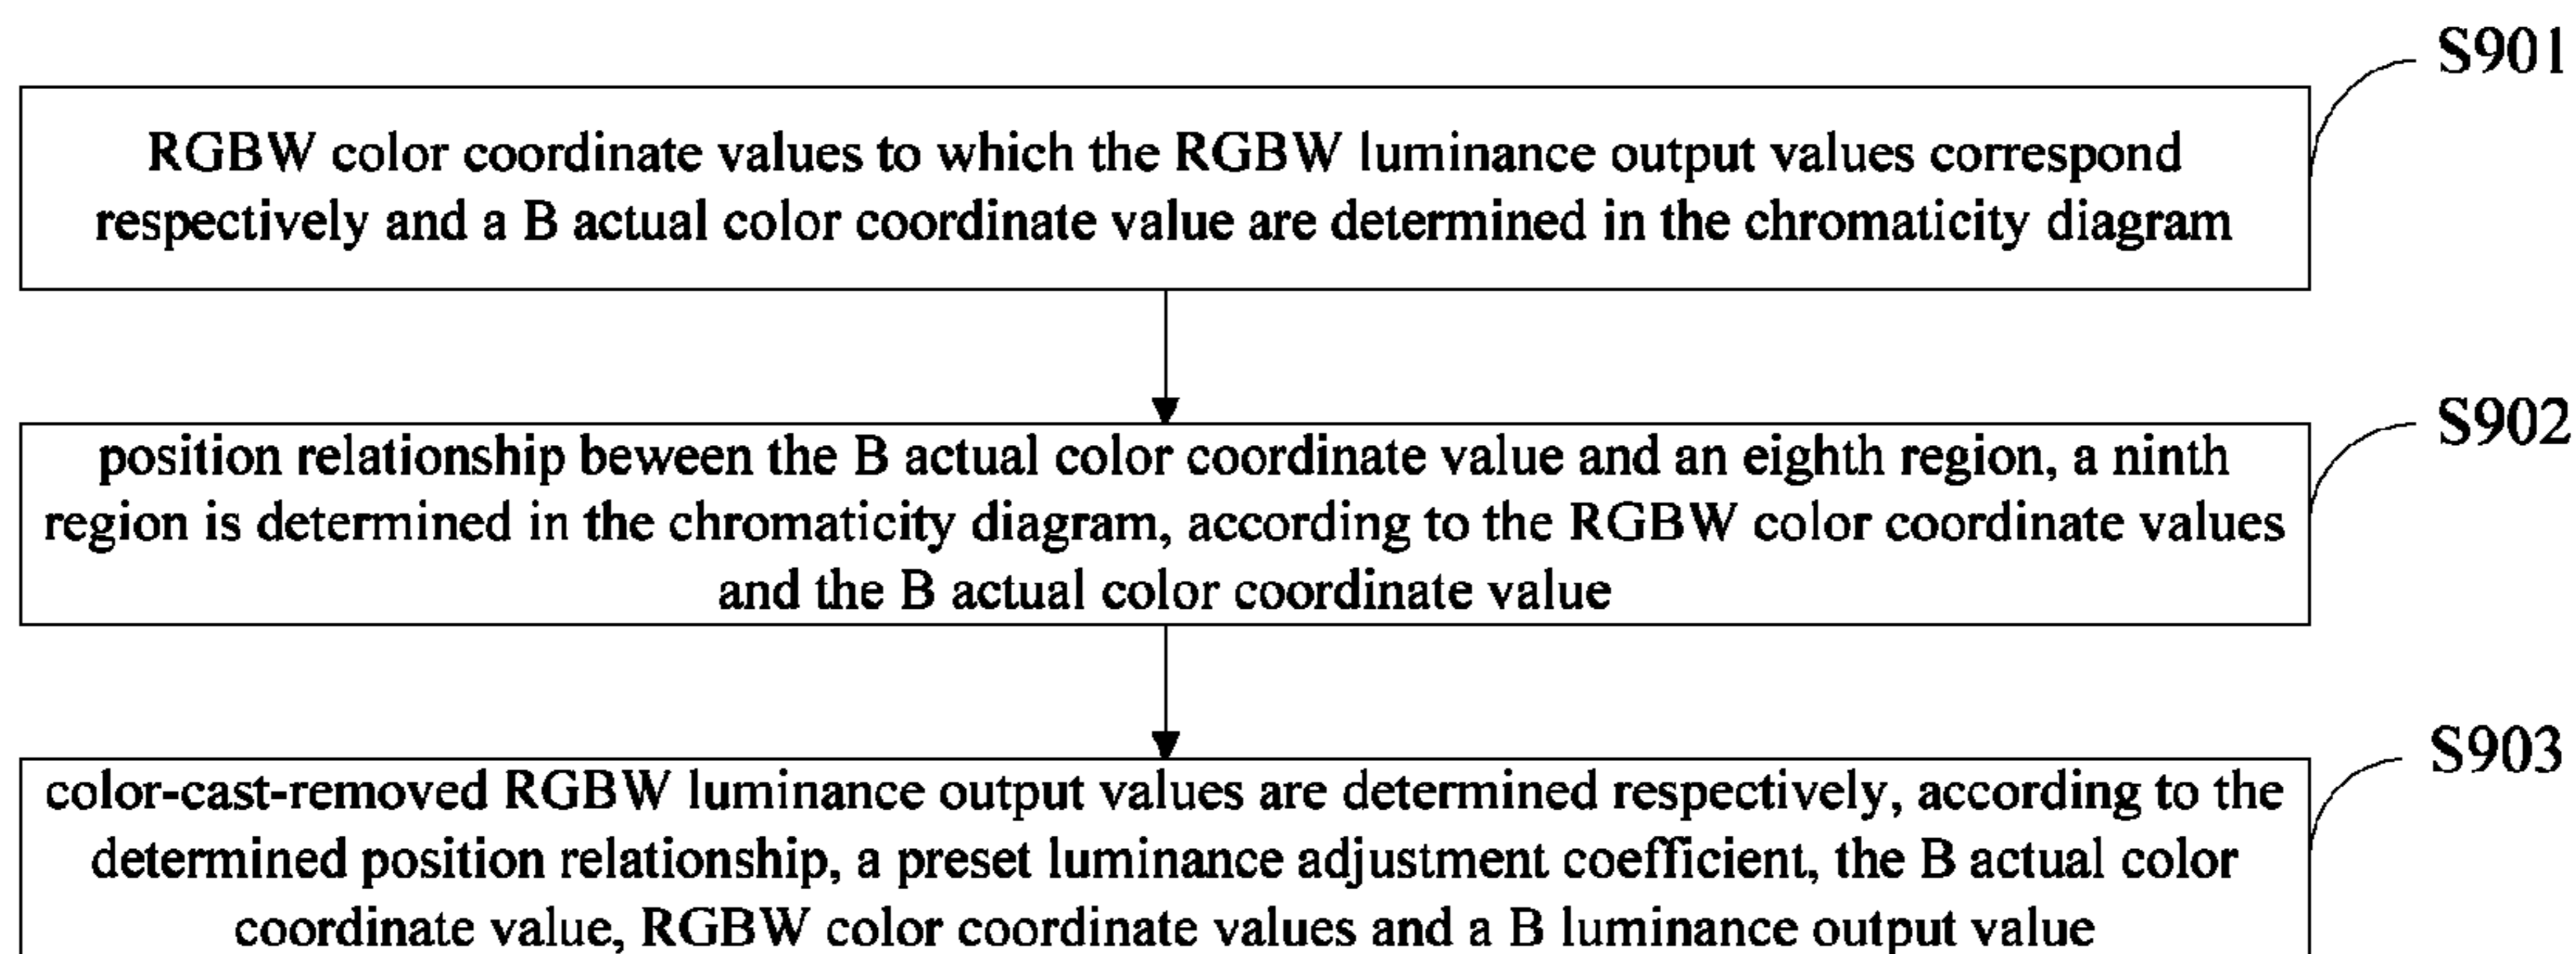 S901
RGBW color coordinate values to which the RGBW luminance output values correspond
respectively and a B actual color coordinate value are determined in the chromaticity diagram
S902
position relationship beween the B actual color coordinate value and an eighth region, a ninth
region is determined in the chromaticity diagram, according to the RGBW color coordinate values
and the B actual color coordinate value
S903
color-cast-removed RGBW luminance output values are determined respectively, according to the
determined position relationship, a preset luminance adjustment coefficient, the B actual color
coordinate value, RGBW color coordinate values and a B luminance output value